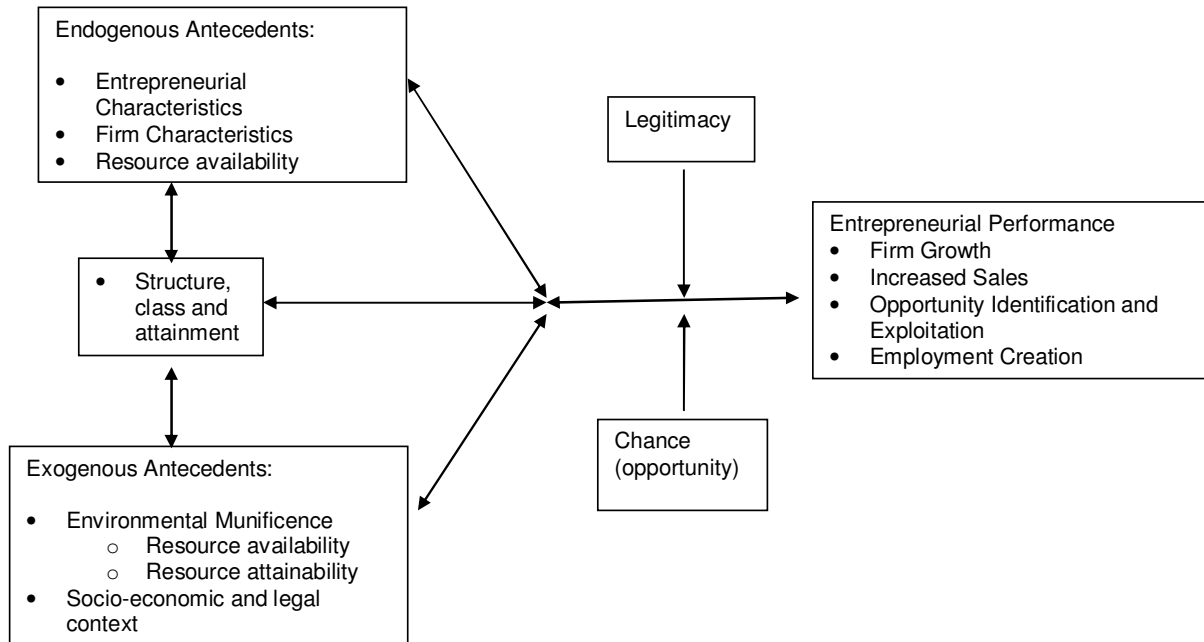 Endogenous Antecedents:
• Entrepreneurial
Characteristics
• Firm Characteristics
• Resource availability
Legitimacy
Entrepreneurial Performance
• Firm Growth
• Increased Sales
• Opportunity Identification and
Exploitation
• Employment Creation
• Structure,
class and
attainment
Chance
(opportunity)
Exogenous Antecedents:
• Environmental Munificence
o Resource availability
o Resource attainability
• Socio-economic and legal
context